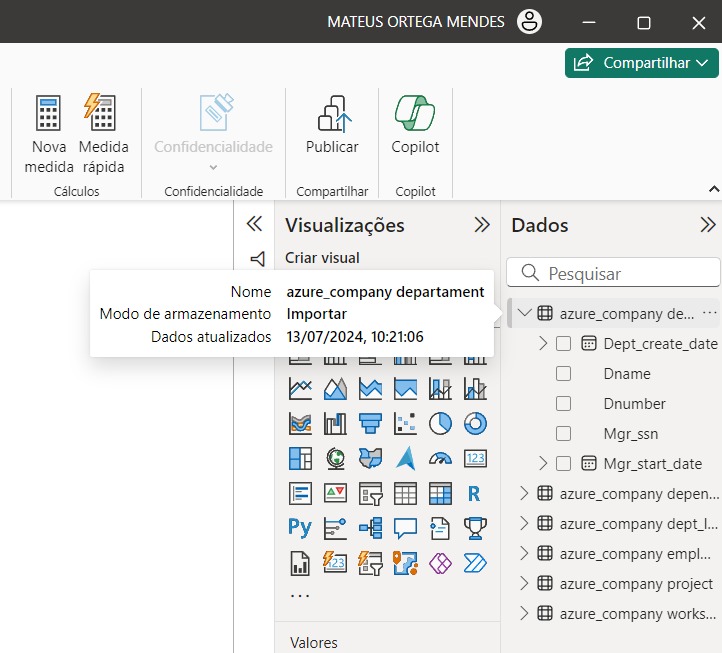 MATEUS ORTEGA MENDES
Compartilhar
Nova medida
Medida rápida
Cálculos
Confidencialidade
Confidencialidade
Publicar
Compartilhar
Copilot
Copilot
Visualizações
Criar visual
Nome azure_company departament
Modo de armazenamento Importar
Dados atualizados 13/07/2024, 10:21:06
123
R
Py
123
...
Valores
Dados
Pesquisar
azure_company de... ...
Dept_create_date
Dname
Dnumber
Mgr_ssn
Mgr_start_date
azure_company depen...
azure_company dept_l...
azure_company empl...
azure_company project
azure_company works...